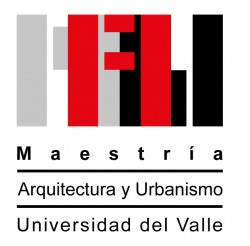 Maestría
Arquitectura y Urbanismo
Universidad del Valle